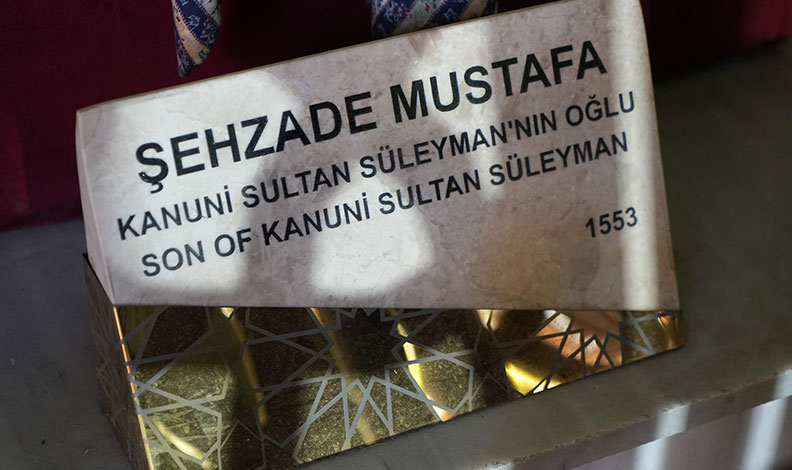 ŞEHZADE MUSTAFA
KANUNİ SULTAN SÜLEYMAN'NIN OĞLU
SON OF KANUNİ SULTAN SÜLEYMAN
1553